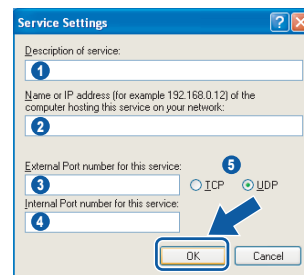 Service Settings
Description of service:
1
Name or IP address (for example 192.168.0.12) of the
computer hosting this service on your network:
2
External Port number for this service:
5
3
TCP
UDP
Internal Port number for this service:
4
OK
Cancel